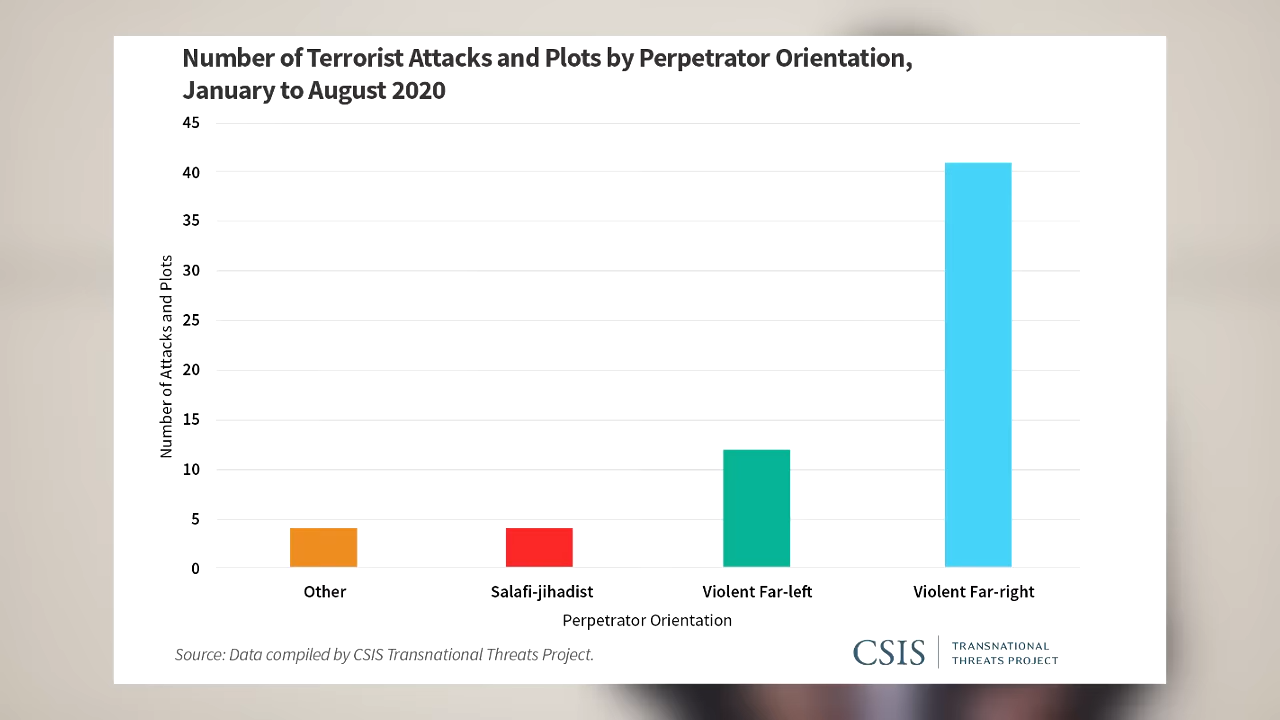 Number of Terrorist Attacks and Plots by Perpetrator Orientation,
January to August 2020
45
40
35
30
25
20
15
10
5
0
Number of Attacks and Plots
Other
Salafi-jihadist
Violent Far-left
Violent Far-right
Perpetrator Orientation
Source: Data compiled by CSIS Transnational Threats Project.
CSIS
TRANSNATIONAL
THREATS PROJECT